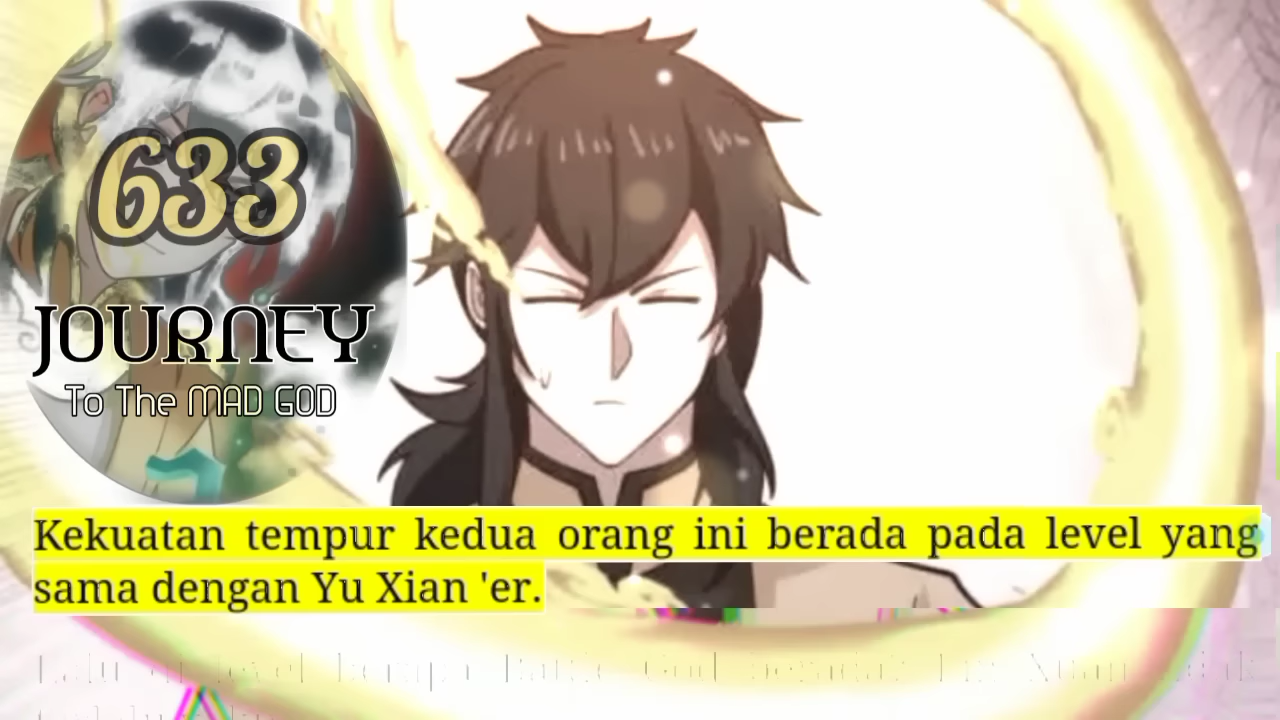 633
JOURNEY
To The MAD GOD
Kekuatan tempur kedua orang ini berada pada level yang
sama dengan Yu Xian 'er.